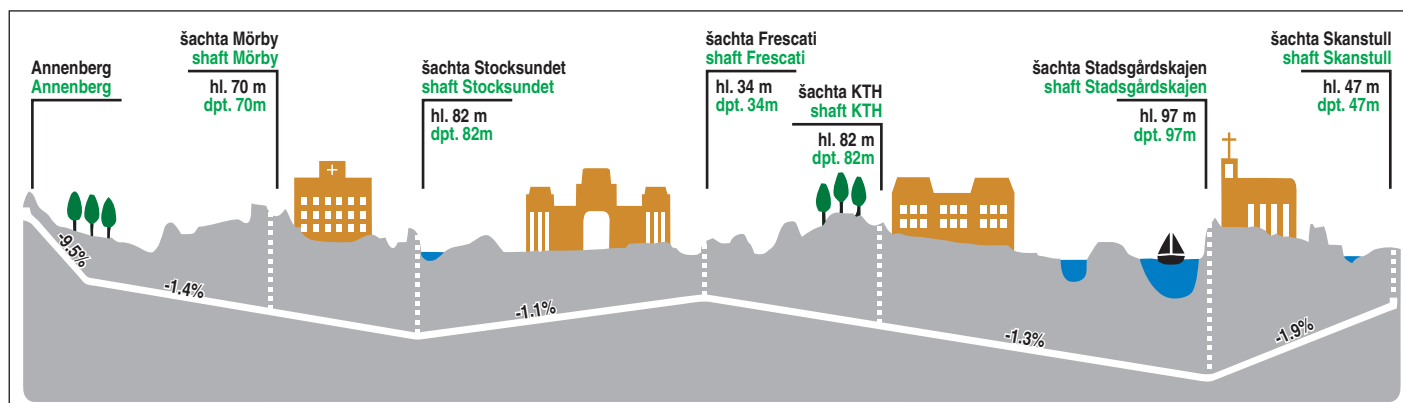 Annenberg
Annenberg
šachta Mörby
shaft Mörby
hl. 70 m
dpt. 70m
šachta Stocksundet
shaft Stocksundet
hl. 82 m
dpt. 82m
šachta Frescati
shaft Frescati
hl. 34 m
dpt. 34m
šachta KTH
shaft KTH
hl. 82 m
dpt. 82m
šachta Stadsgårdskajen
shaft Stadsgårdskajen
hl. 97 m
dpt. 97m
šachta Skanstull
shaft Skanstull
hl. 47 m
dpt. 47m
-9.5%
-1.4%
-1.1%
-1.3%
-1.9%